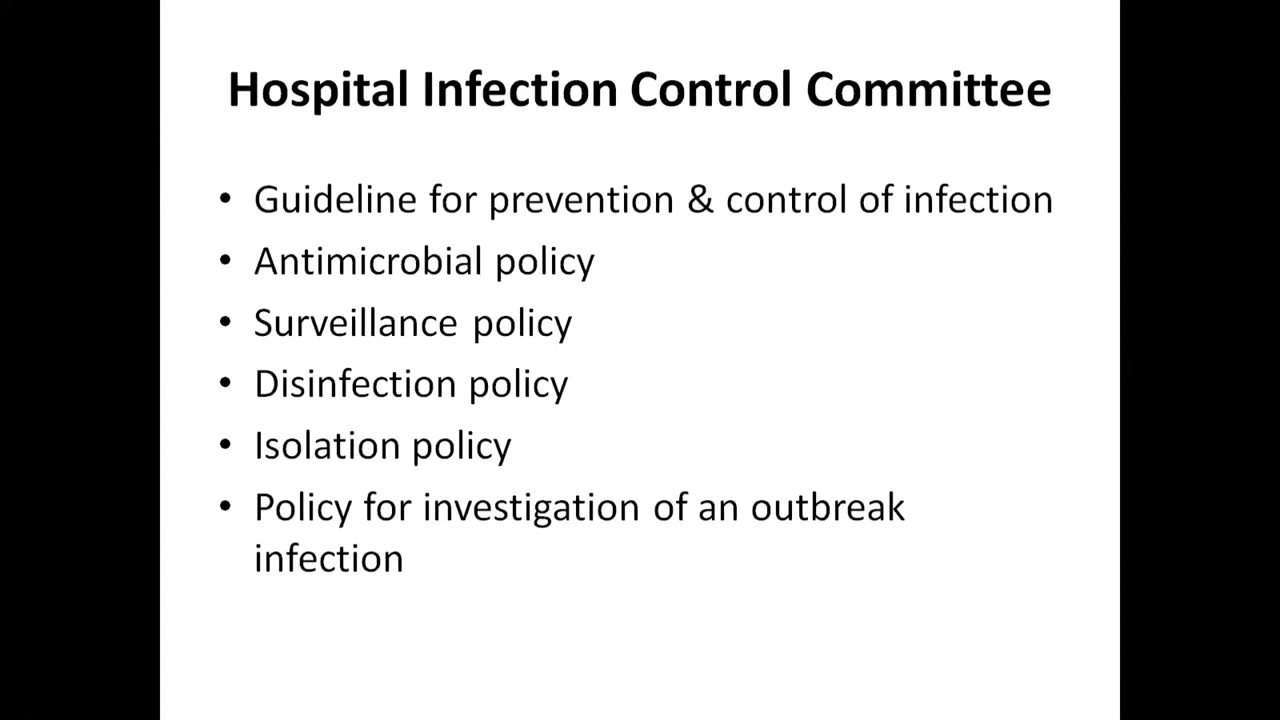 Hospital Infection Control Committee
• Guideline for prevention & control of infection
• Antimicrobial policy
• Surveillance policy
• Disinfection policy
• Isolation policy
• Policy for investigation of an outbreak
infection